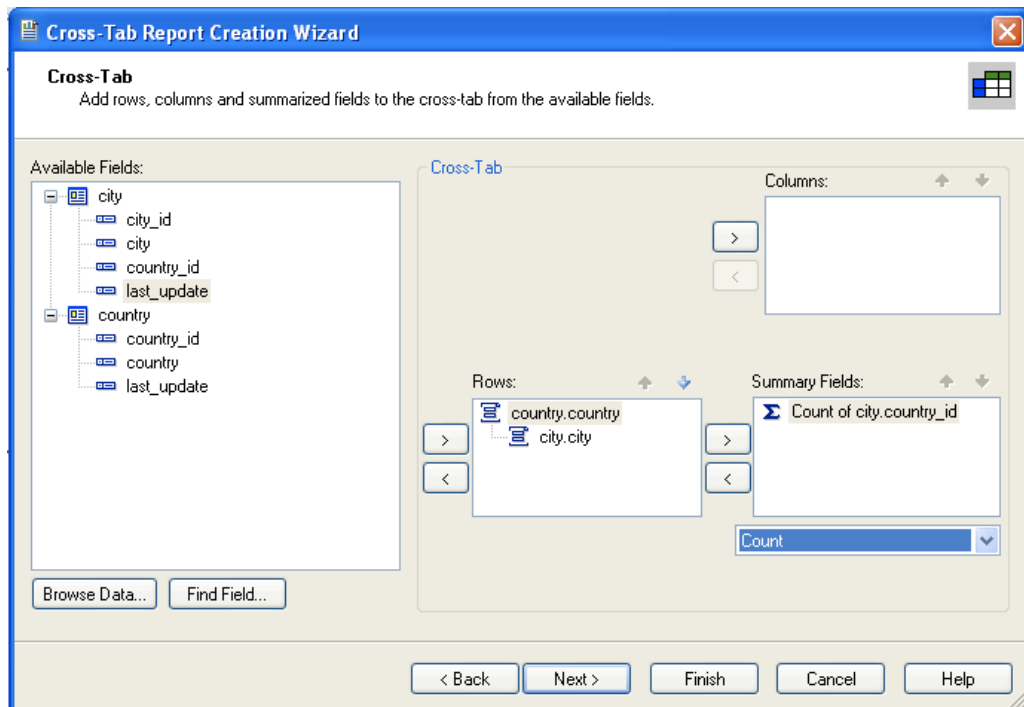 Cross-Tab Report Creation Wizard
Cross-Tab
Add rows, columns and summarized fields to the cross-tab from the available fields.
Available Fields:
city
city_id
city
country_id
last_update
country
country_id
country
last_update
Browse Data...
Find Field...
Cross-Tab
Columns:
>
<
Rows:
country.country
city.city
>
<
Summary Fields:
Count of city.country_id
>
<
Count
< Back
Next >
Finish
Cancel
Help